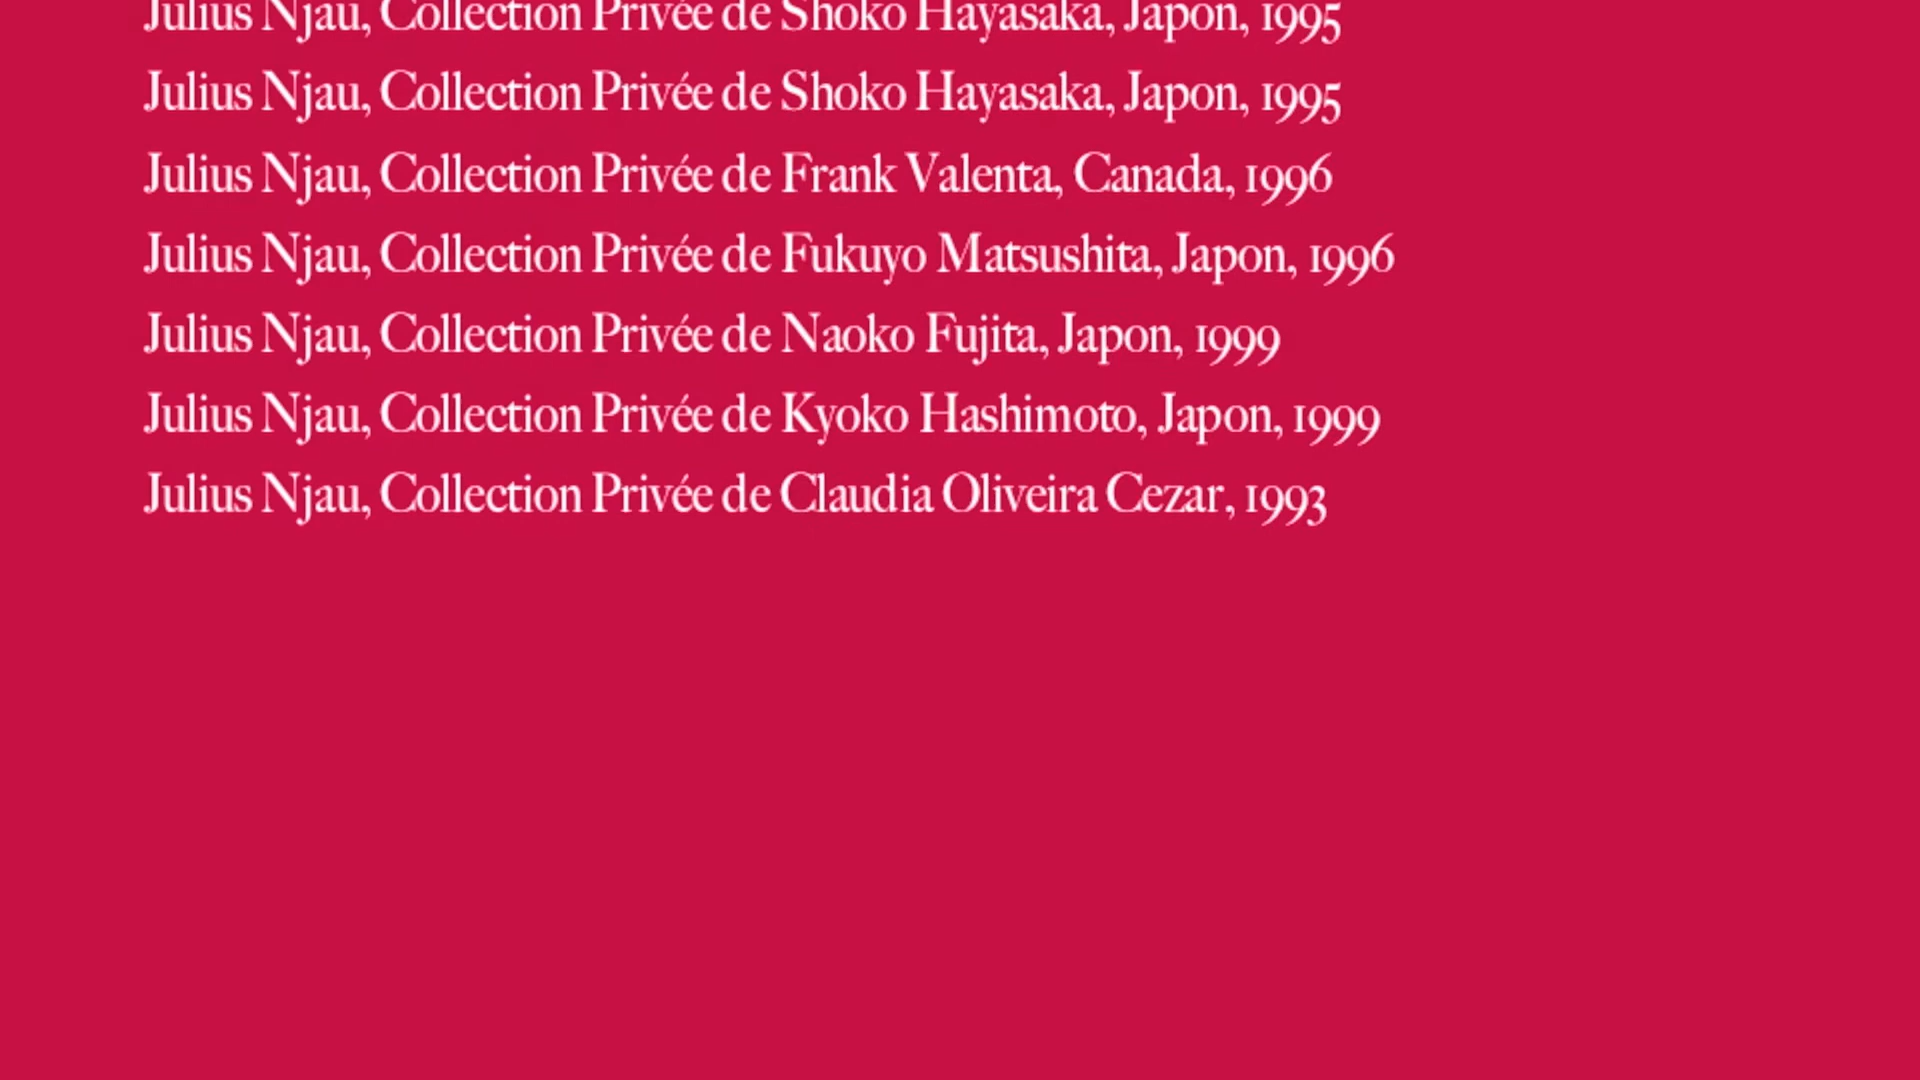 Julius Njau, Collection Privée de Shoko Hayasaka, Japon, 1995
Julius Njau, Collection Privée de Shoko Hayasaka, Japon, 1995
Julius Njau, Collection Privée de Frank Valenta, Canada, 1996
Julius Njau, Collection Privée de Fukuyo Matsushita, Japon, 1996
Julius Njau, Collection Privée de Naoko Fujita, Japon, 1999
Julius Njau, Collection Privée de Kyoko Hashimoto, Japon, 1999
Julius Njau, Collection Privée de Claudia Oliveira Cezar, 1993